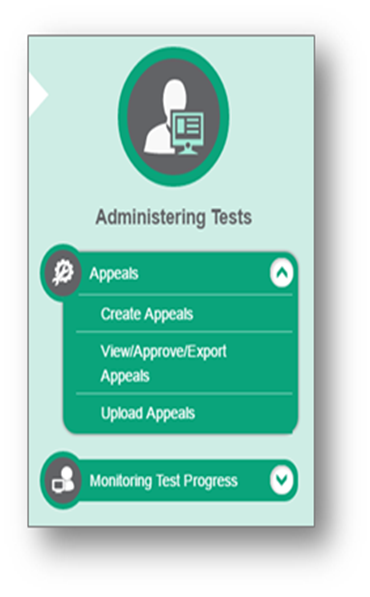 Administering Tests
Appeals
Create Appeals
View/Approve/Export
Appeals
Upload Appeals
Monitoring Test Progress